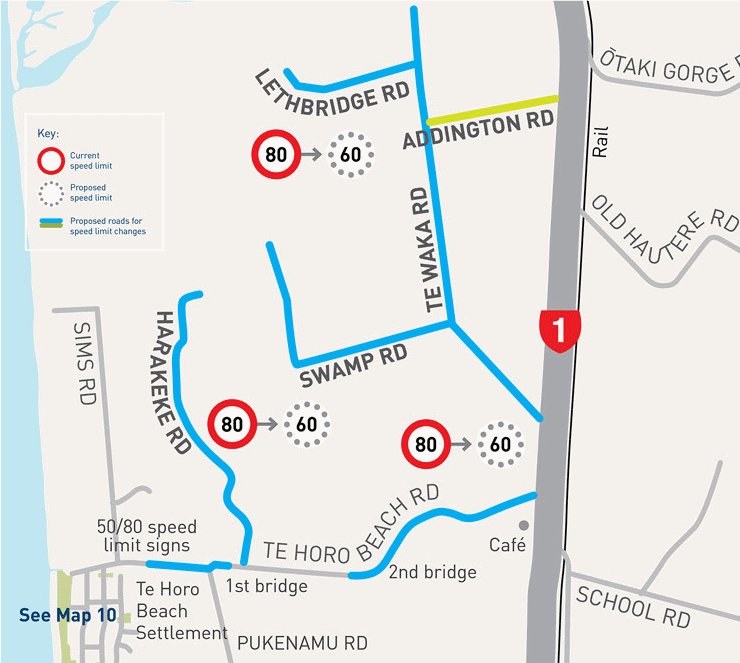 ŌTAKI GORGE R
LETHBRIDGE RD
ADDINGTON RD
Key:
Current
speed limit
Proposed
speed limit
Proposed roads for
speed limit changes
80
60
Rail
TE WAKA RD
OLD HAUTERE RD
1
SIMS RD
HARAKEKE RD
SWAMP RD
80
60
80
60
50/80 speed
limit signs
TE HORO BEACH RD
Café
1st bridge
2nd bridge
See Map 10
Te Horo
Beach
Settlement
PUKENAMU RD
SCHOOL RD